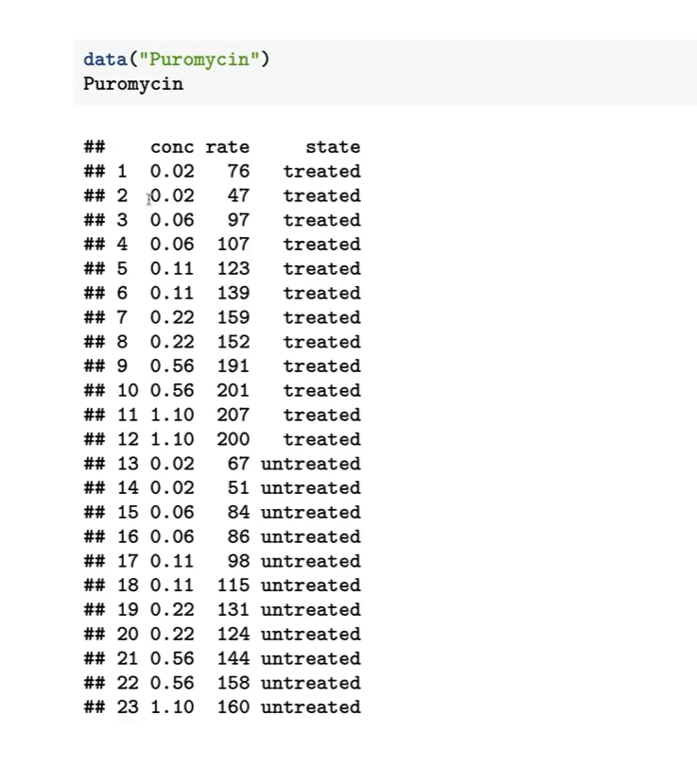 data("Puromycin")
Puromycin
##    conc rate     state
## 1  0.02   76   treated
## 2  0.02   47   treated
## 3  0.06   97   treated
## 4  0.06  107   treated
## 5  0.11  123   treated
## 6  0.11  139   treated
## 7  0.22  159   treated
## 8  0.22  152   treated
## 9  0.56  191   treated
## 10 0.56  201   treated
## 11 1.10  207   treated
## 12 1.10  200   treated
## 13 0.02   67 untreated
## 14 0.02   51 untreated
## 15 0.06   84 untreated
## 16 0.06   86 untreated
## 17 0.11   98 untreated
## 18 0.11  115 untreated
## 19 0.22  131 untreated
## 20 0.22  124 untreated
## 21 0.56  144 untreated
## 22 0.56  158 untreated
## 23 1.10  160 untreated